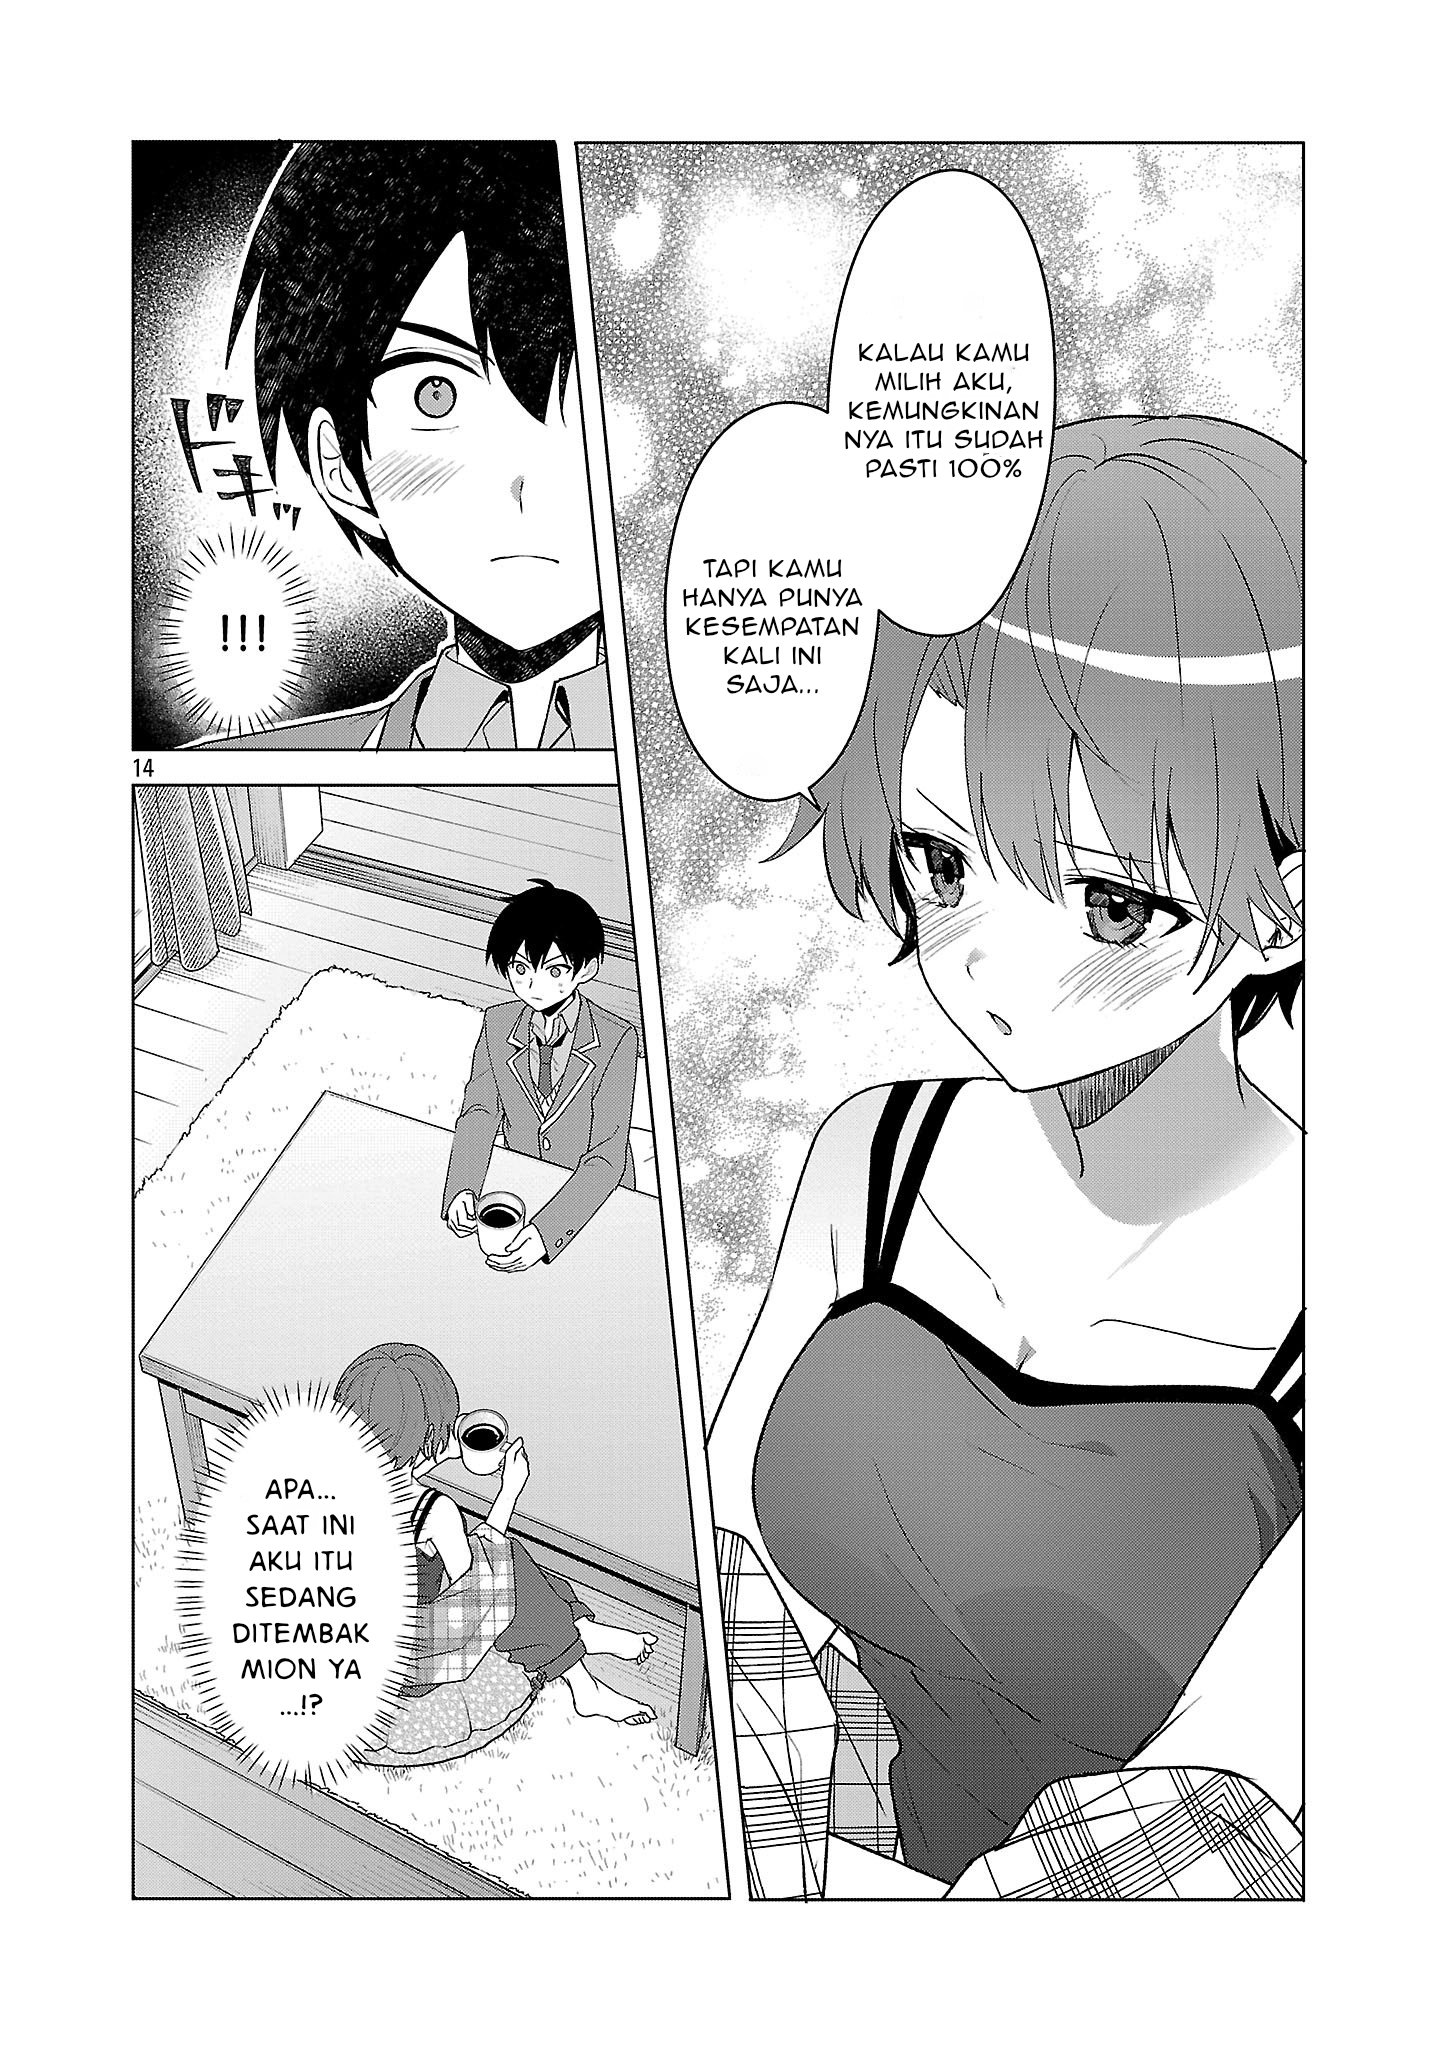 KALAU KAMU
MILIH AKU,
KEMUNGKINAN
NYA ITU SUDAH
PASTI 100%
TAPI KAMU
HANYA PUNYA
KESEMPATAN
KALI INI
SAJA...
ドキッ
!!!
14
APA...
SAAT INI
AKU ITU
SEDANG
DITEMBAK
MION YA
...!?